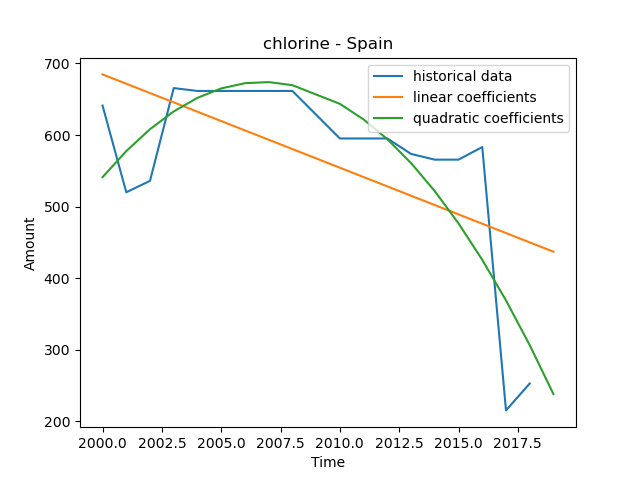 chlorine - Spain
historical data
linear coefficients
quadratic coefficients
Amount
700
600
500
400
300
200
2000.0 2002.5 2005.0 2007.5 2010.0 2012.5 2015.0 2017.5
Time